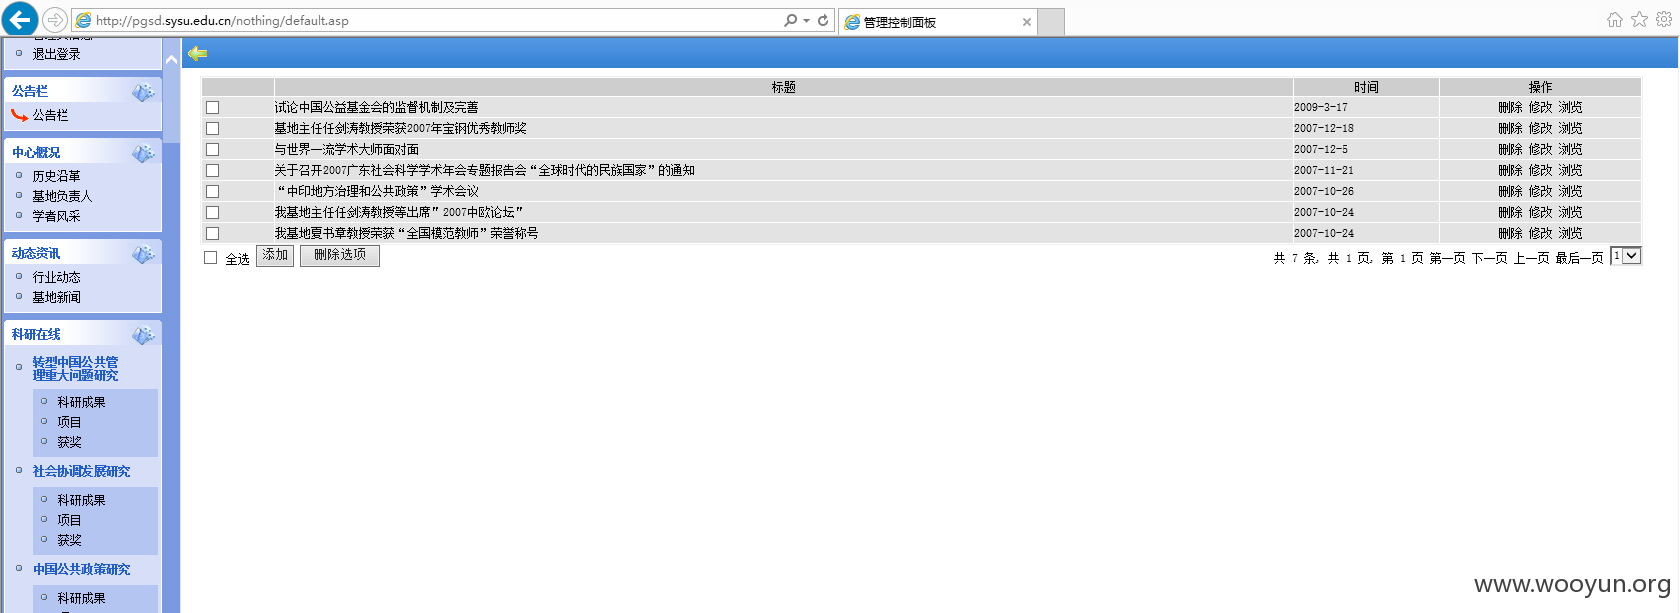 http://pgsd.sysu.edu.cn/nothing/default.asp
管理控制面板
退出登录
公告栏
公告栏
中心概况
历史沿革
基地负责人
学者风采
动态资讯
行业动态
基地新闻
科研在线
转型中国公共管
理重大问题研究
科研成果
项目
获奖
社会协调发展研究
科研成果
项目
获奖
中国公共政策研究
科研成果
标题 时间 操作
试论中国公益基金会的监督机制及完善 2009-3-17 删除 修改 浏览
基地主任任剑涛教授荣获2007年宝钢优秀教师奖 2007-12-18 删除 修改 浏览
与世界一流学术大师面对面 2007-12-5 删除 修改 浏览
关于召开2007广东社会科学学术年会专题报告会“全球时代的民族国家”的通知 2007-11-21 删除 修改 浏览
“中印地方治理和公共政策”学术会议 2007-10-26 删除 修改 浏览
我基地主任任剑涛教授等出席”2007中欧论坛” 2007-10-24 删除 修改 浏览
我基地夏书章教授荣获“全国模范教师”荣誉称号 2007-10-24 删除 修改 浏览
全选 添加 删除选项 共 7 条, 共 1 页, 第 1 页 第一页 下一页 上一页 最后一页 1
www.wooyun.org